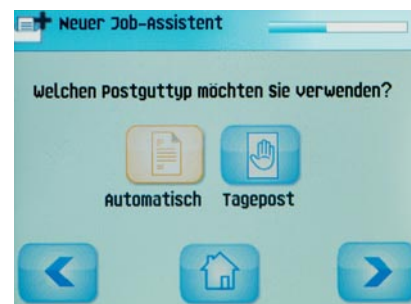 Neuer Job-Assistent
Welchen Postguttyp möchten Sie verwenden?
Automatisch Tagepost